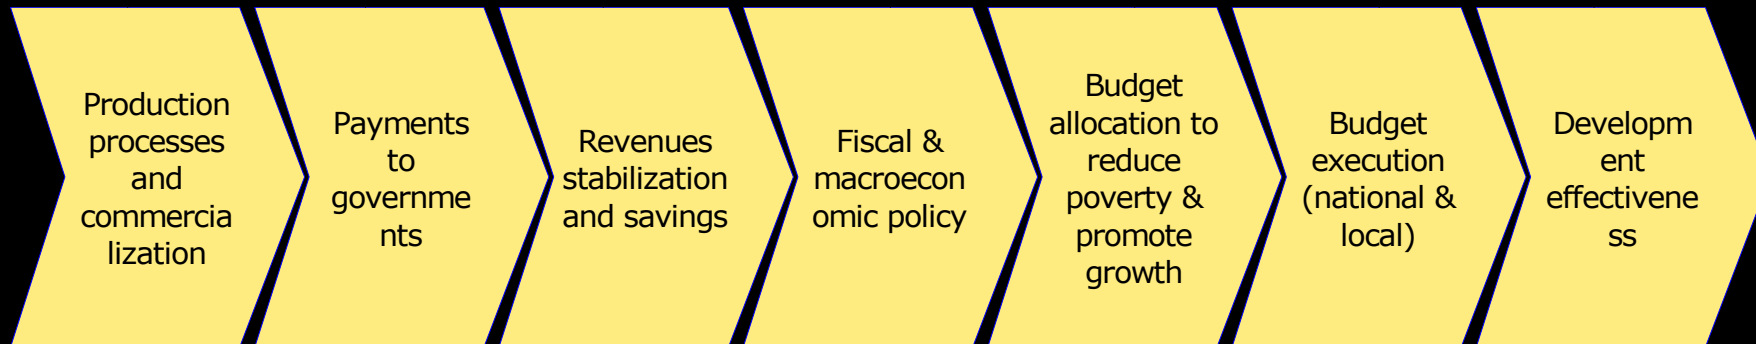 Production
processes
and
commercia
lization
Payments
to
governme
nts
Revenues
stabilization
and savings
Fiscal &
macroecon
omic policy
Budget
allocation to
reduce
poverty &
promote
growth
Budget
execution
(national &
local)
Developm
ent
effectivene
ss